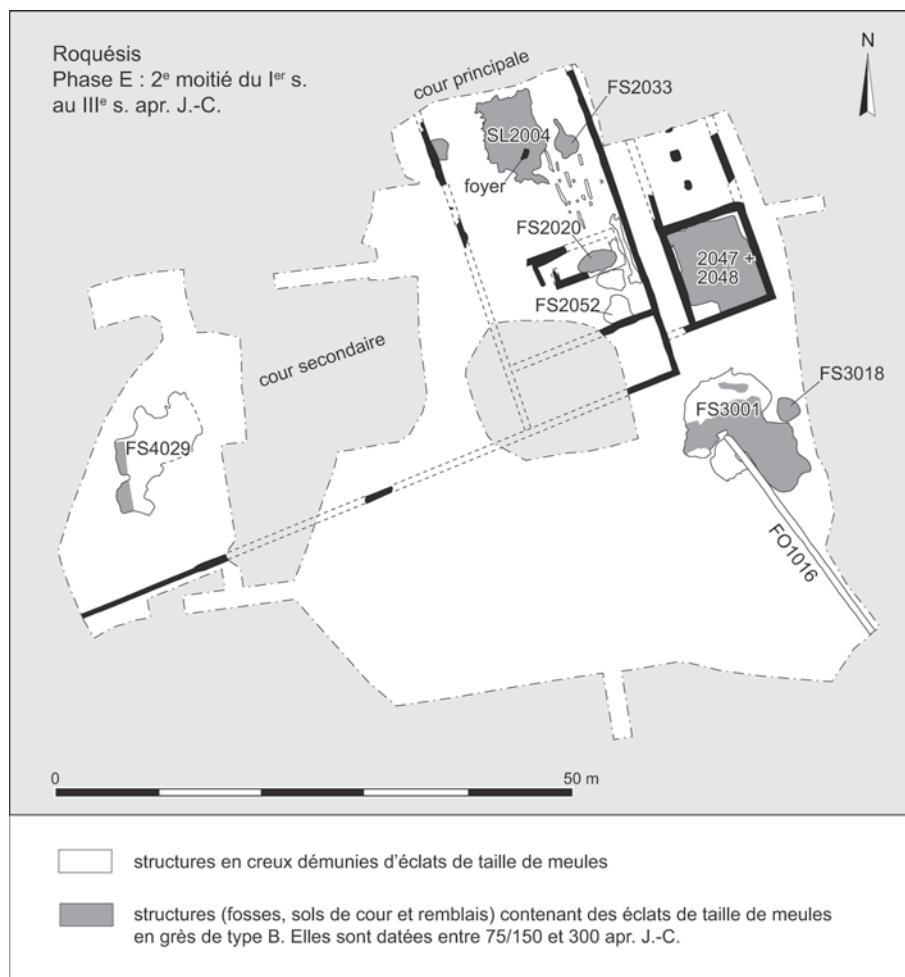 Roquésis
Phase E : 2e moitié du Ier s.
au IIIe s. apr. J.-C.
cour principale
N
FS2033
SL2004
foyer
FS2020
2047 +
2048
FS2052
cour secondaire
FS3018
FS3001
FS4029
FO1016
0
50 m
structures en creux démunies d'éclats de taille de meules
structures (fosses, sols de cour et remblais) contenant des éclats de taille de meules
en grès de type B. Elles sont datées entre 75/150 et 300 apr. J.-C.